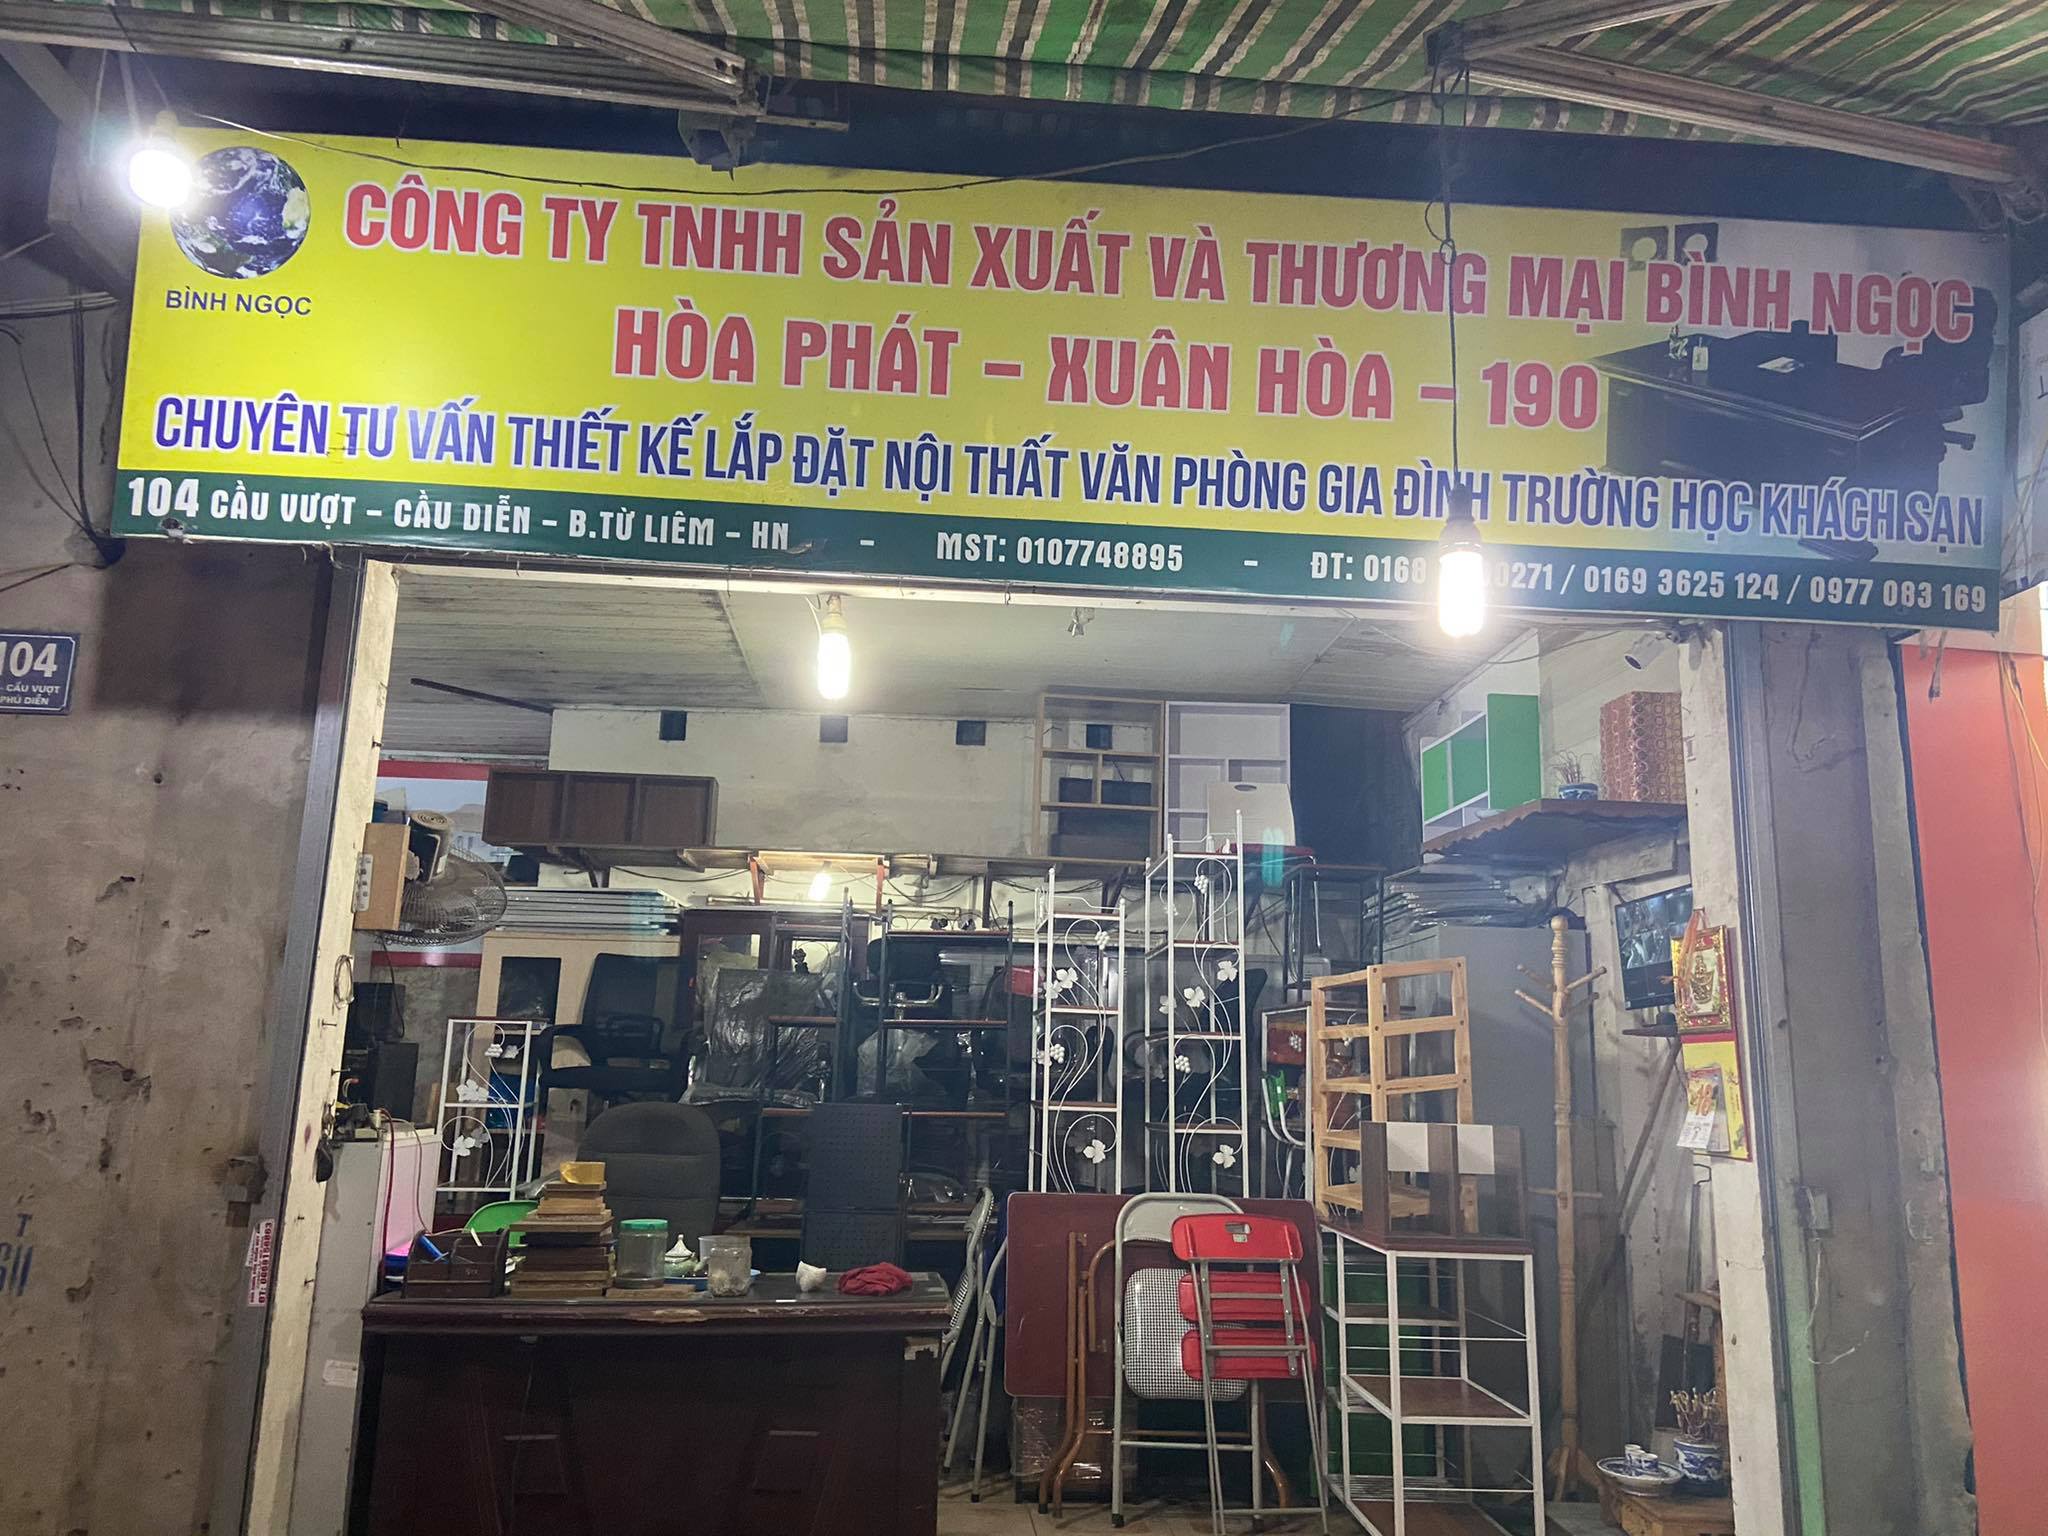 BÌNH NGỌC
CÔNG TY TNHH SẢN XUẤT VÀ THƯƠNG MẠI BÌNH NGỌC
HÒA PHÁT - XUÂN HÒA - 190
CHUYÊN TƯ VẤN THIẾT KẾ LẮP ĐẶT NỘI THẤT VĂN PHÒNG GIA ĐÌNH TRƯỜNG HỌC KHÁCH SẠN
104 CẦU VƯỢT - CẦU DIỄN - B.TỪ LIÊM - HN - MST: 0107748895 - ĐT: 0168 0271 / 0169 3625 124 / 0977 083 169
104
CẦU VƯỢT
PHÚ DIỄN